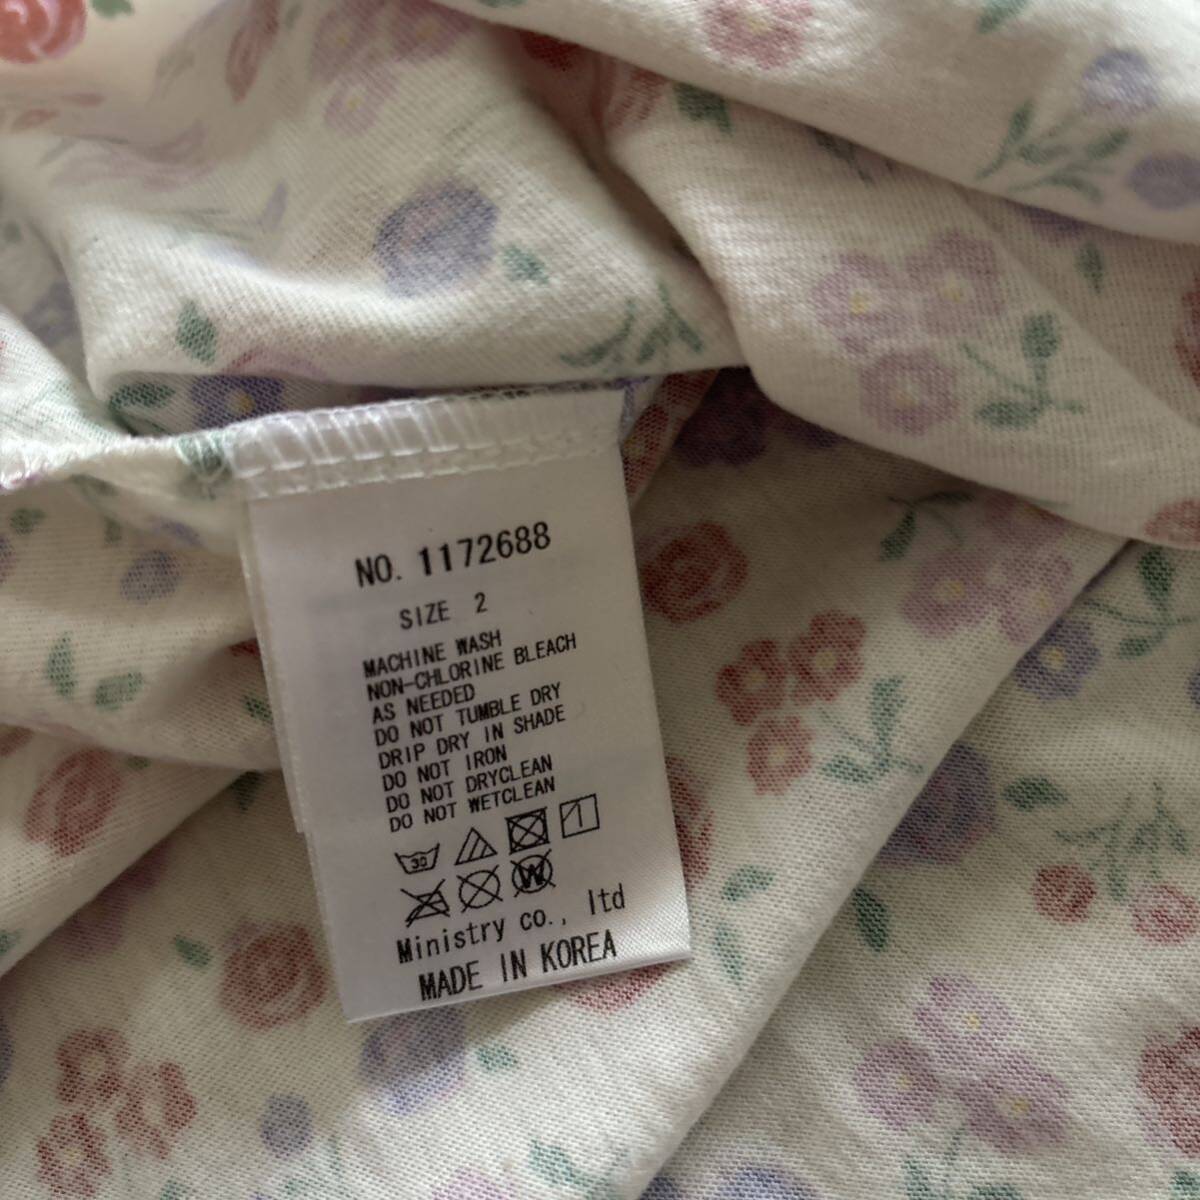 NO. 1172688
SIZE 2
MACHINE WASH
NON-CHLORINE BLEACH
AS NEEDED
DO NOT TUMBLE DRY
DRIP DRY IN SHADE
DO NOT IRON
DO NOT DRYCLEAN
DO NOT WETCLEAN
30
W
Ministry co., ltd
MADE IN KOREA